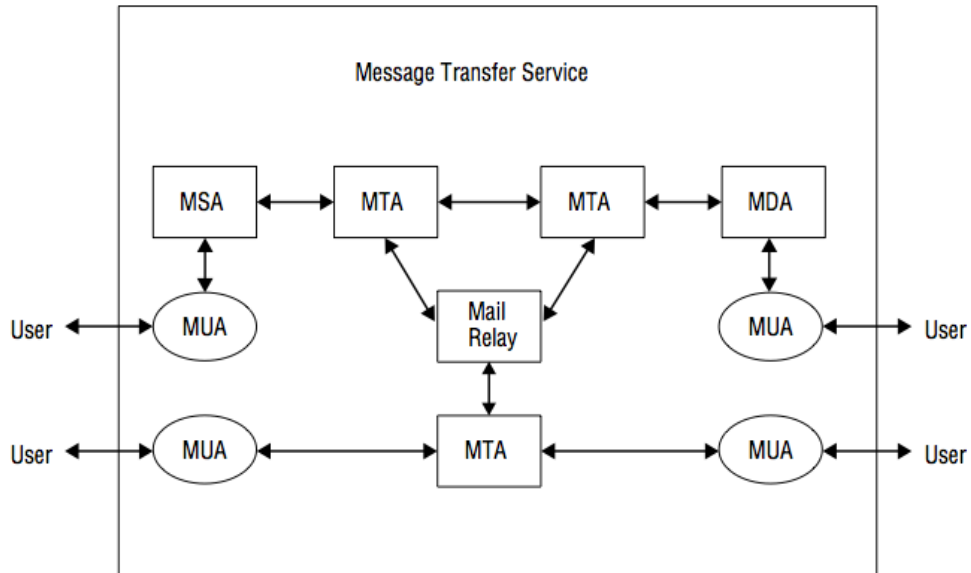 Message Transfer Service
MSA
MTA
MTA
MDA
User
MUA
Mail
Relay
MUA
User
User
MUA
MTA
MUA
User